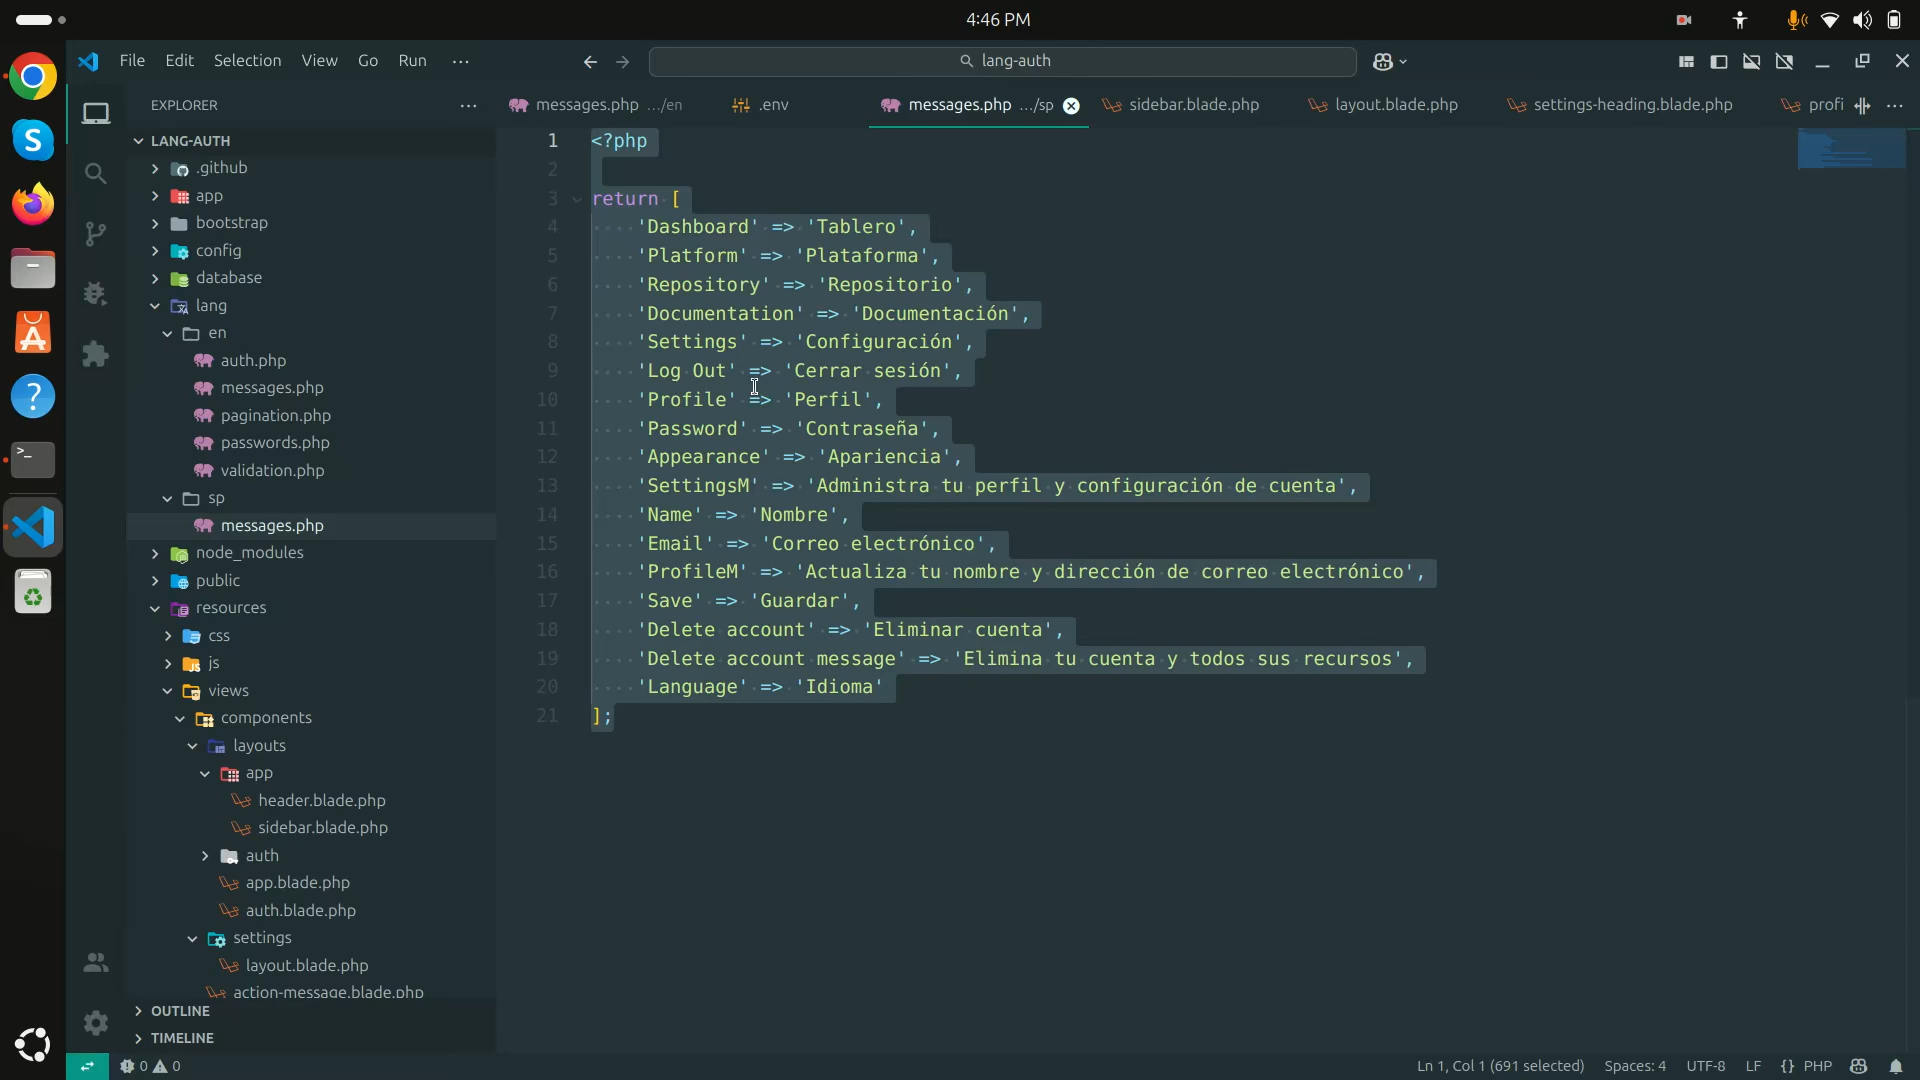 4:46 PM
File Edit Selection View Go Run ···
lang-auth
EXPLORER ···
messages.php .../en
.env
messages.php .../sp
sidebar.blade.php
layout.blade.php
settings-heading.blade.php
profi
···
LANG-AUTH
.github
app
bootstrap
config
database
lang
en
auth.php
messages.php
pagination.php
passwords.php
validation.php
sp
messages.php
node_modules
public
resources
css
js
views
components
layouts
app
header.blade.php
sidebar.blade.php
auth
app.blade.php
auth.blade.php
settings
layout.blade.php
action-message.blade.php
OUTLINE
TIMELINE
1 <?php
2
3 return [
4 'Dashboard' => 'Tablero',
5 'Platform' => 'Plataforma',
6 'Repository' => 'Repositorio',
7 'Documentation' => 'Documentación',
8 'Settings' => 'Configuración',
9 'Log Out' => 'Cerrar sesión',
10 'Profile' => 'Perfil',
11 'Password' => 'Contraseña',
12 'Appearance' => 'Apariencia',
13 'SettingsM' => 'Administra tu perfil y configuración de cuenta',
14 'Name' => 'Nombre',
15 'Email' => 'Correo electrónico',
16 'ProfileM' => 'Actualiza tu nombre y dirección de correo electrónico',
17 'Save' => 'Guardar',
18 'Delete account' => 'Eliminar cuenta',
19 'Delete account message' => 'Elimina tu cuenta y todos sus recursos',
20 'Language' => 'Idioma'
21 ];
0 0
Ln 1, Col 1 (691 selected) Spaces: 4 UTF-8 LF {} PHP